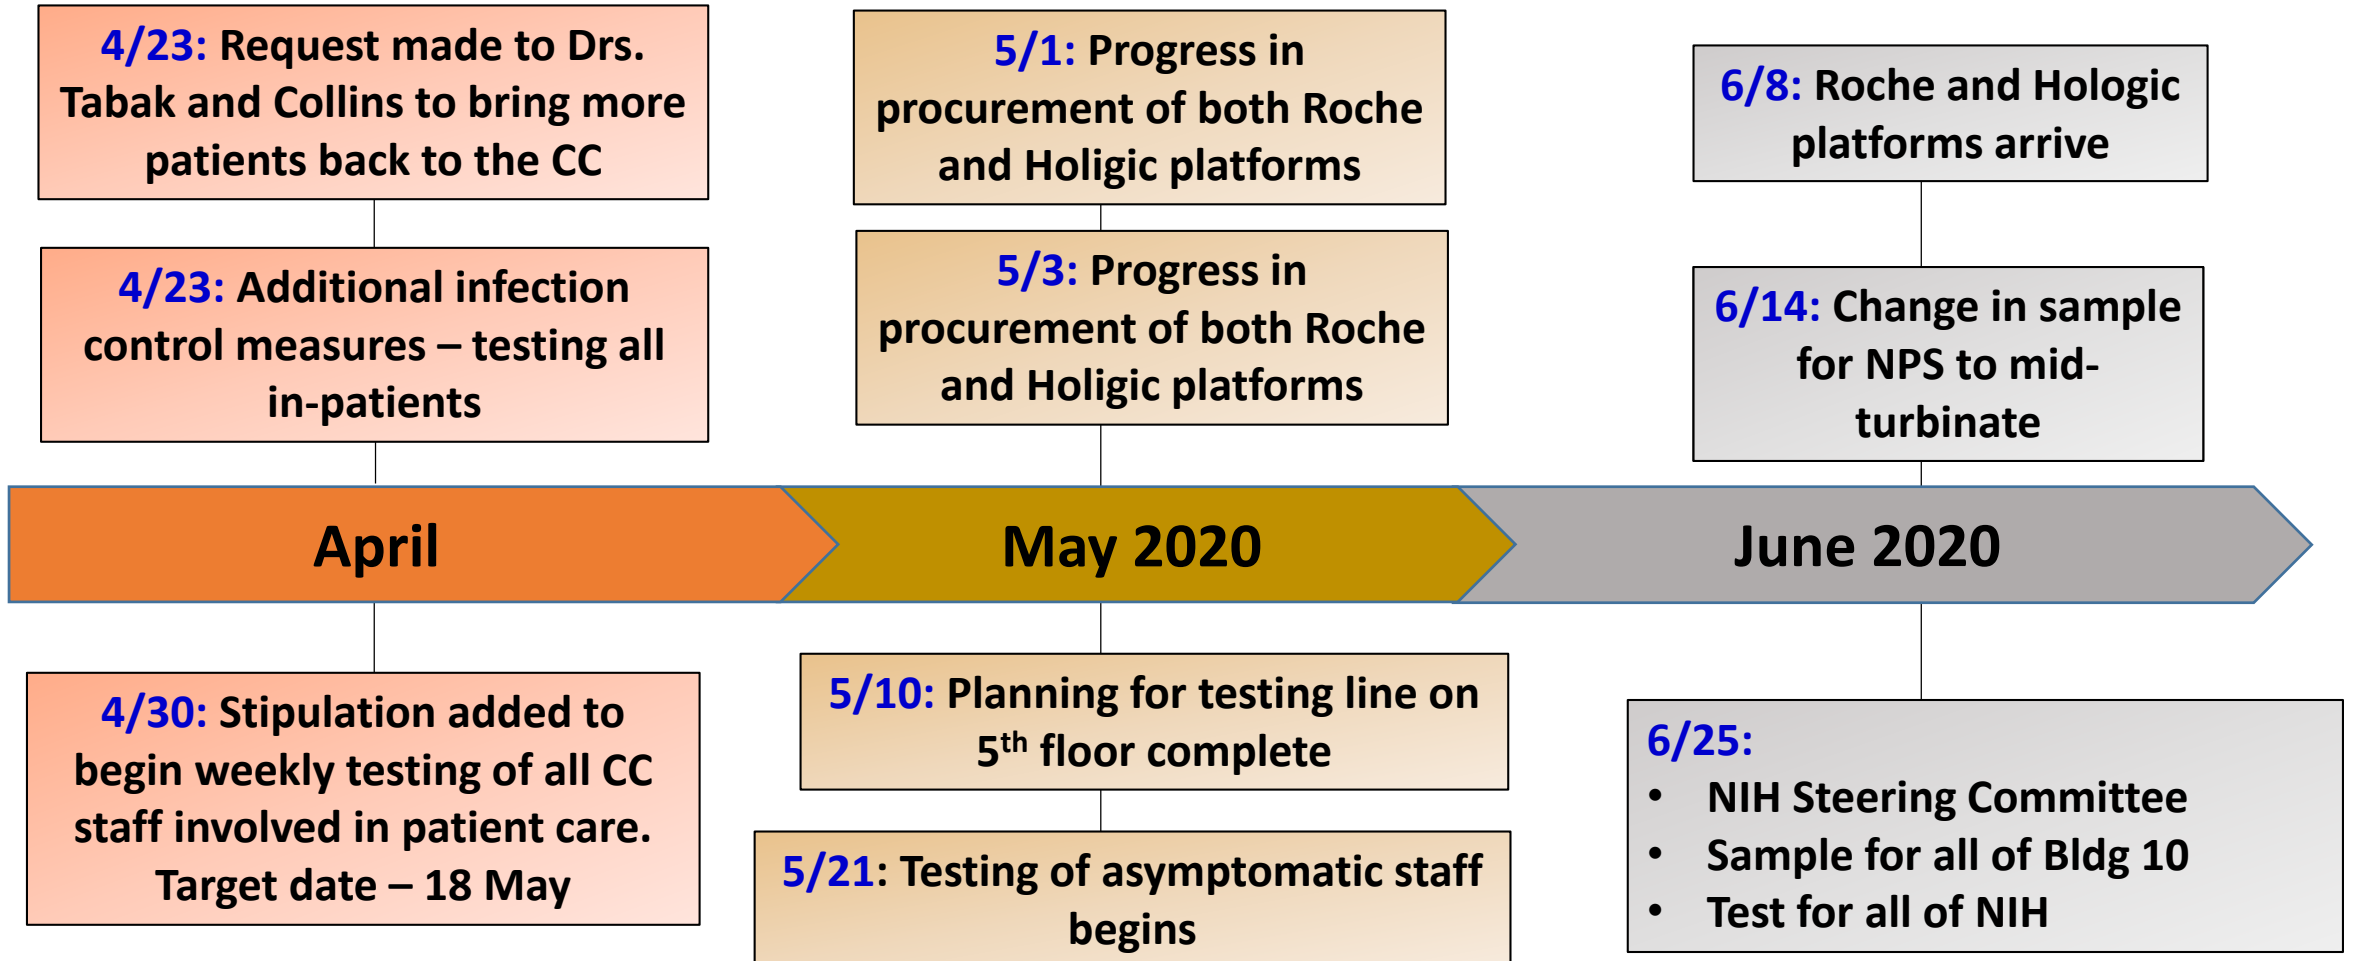 4/23: Request made to Drs.
Tabak and Collins to bring more
patients back to the CC
4/23: Additional infection
control measures – testing all
in-patients
5/1: Progress in
procurement of both Roche
and Holigic platforms
5/3: Progress in
procurement of both Roche
and Holigic platforms
6/8: Roche and Hologic
platforms arrive
6/14: Change in sample
for NPS to mid-
turbinate
April
May 2020
June 2020
4/30: Stipulation added to
begin weekly testing of all CC
staff involved in patient care.
Target date – 18 May
5/10: Planning for testing line on
5th floor complete
5/21: Testing of asymptomatic staff
begins
6/25:
• NIH Steering Committee
• Sample for all of Bldg 10
• Test for all of NIH